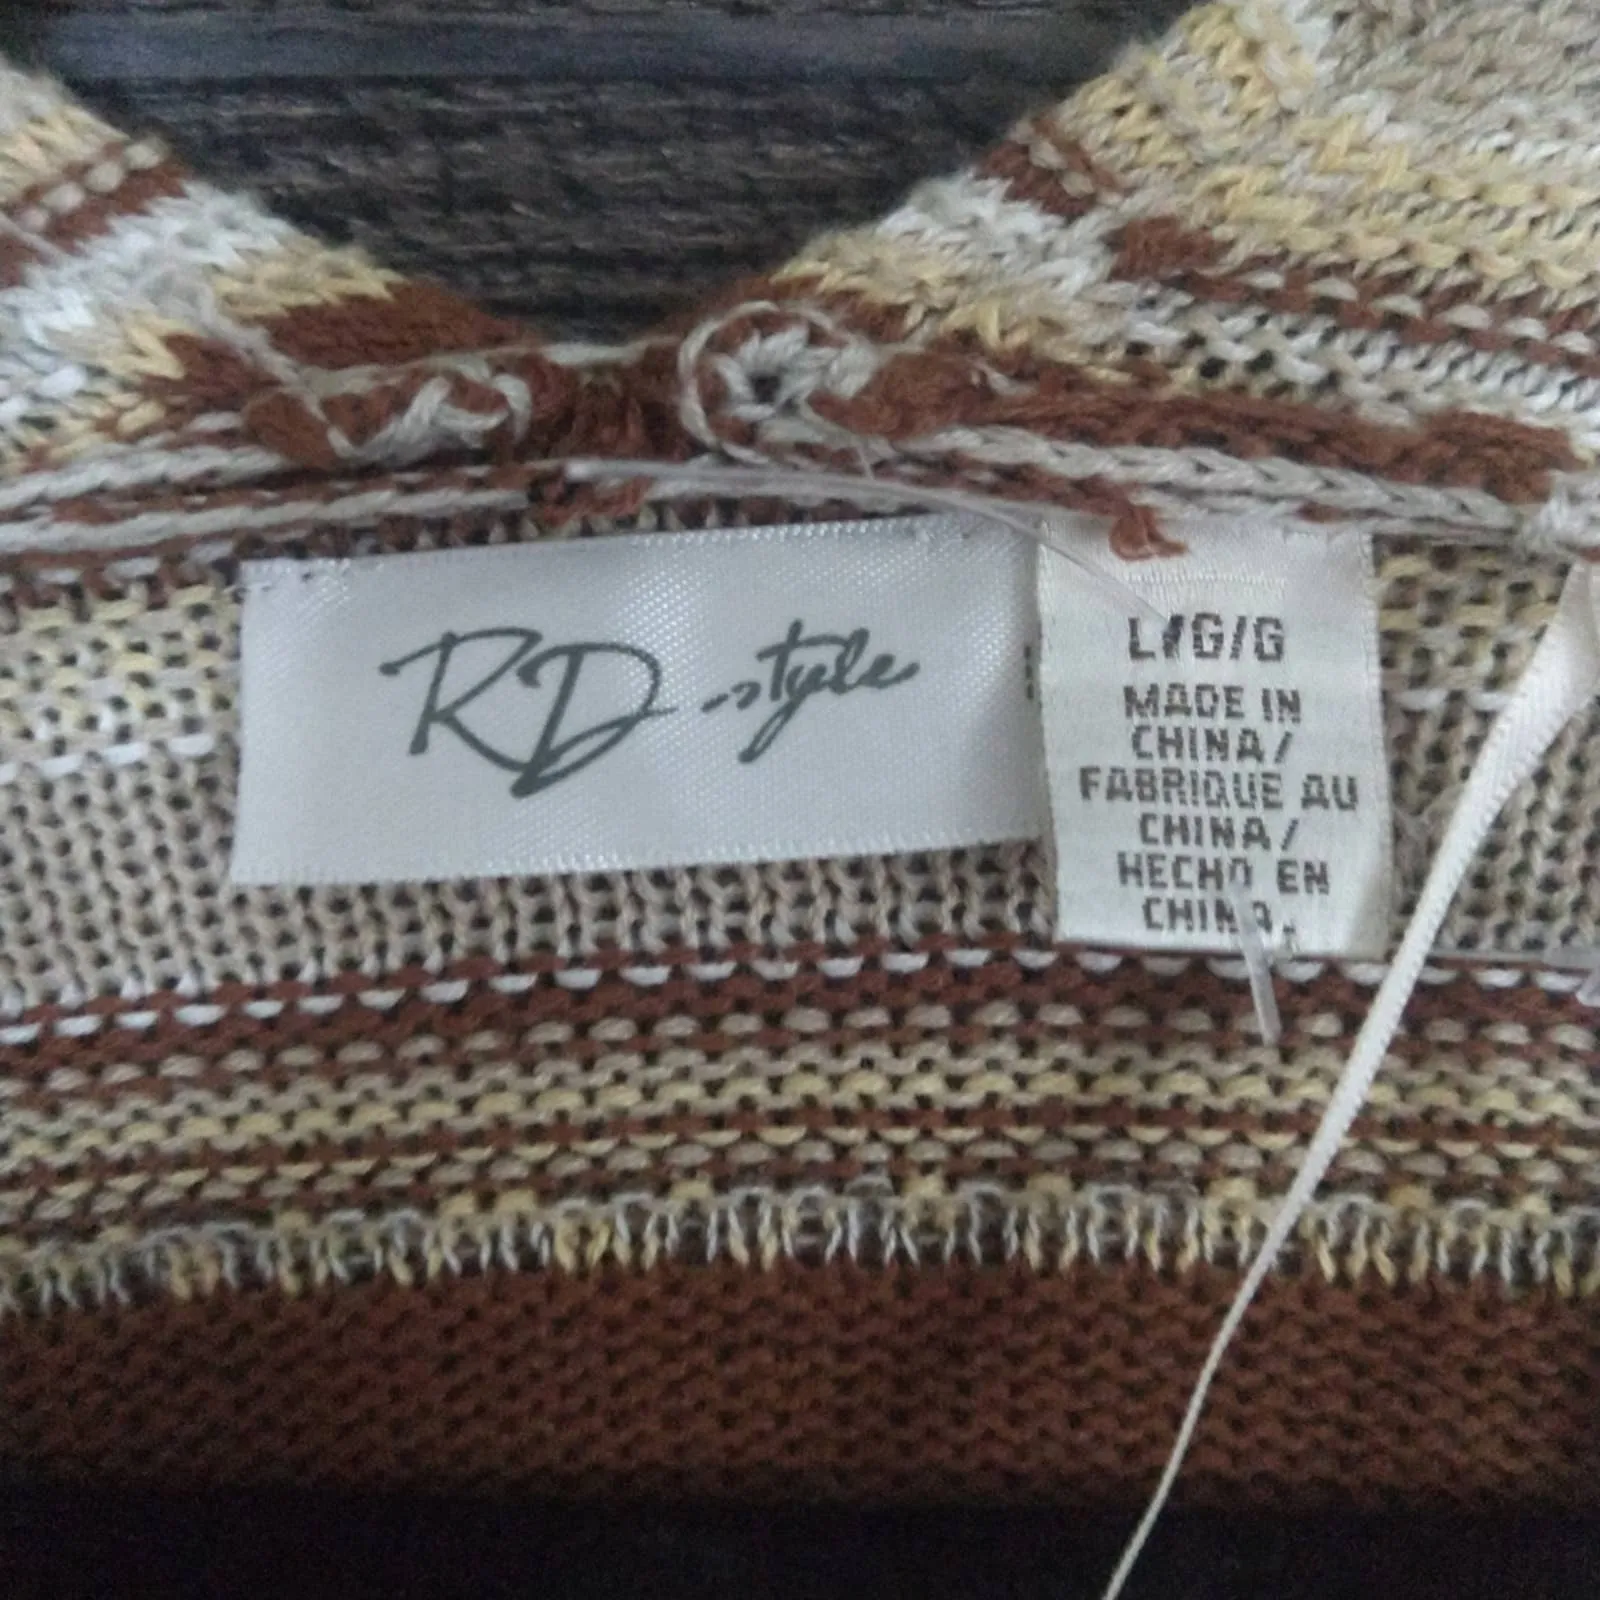 RD style
L/G/G
MADE IN
CHINA/
FABRIQUE AU
CHINA/
HECHO EN
CHINA.